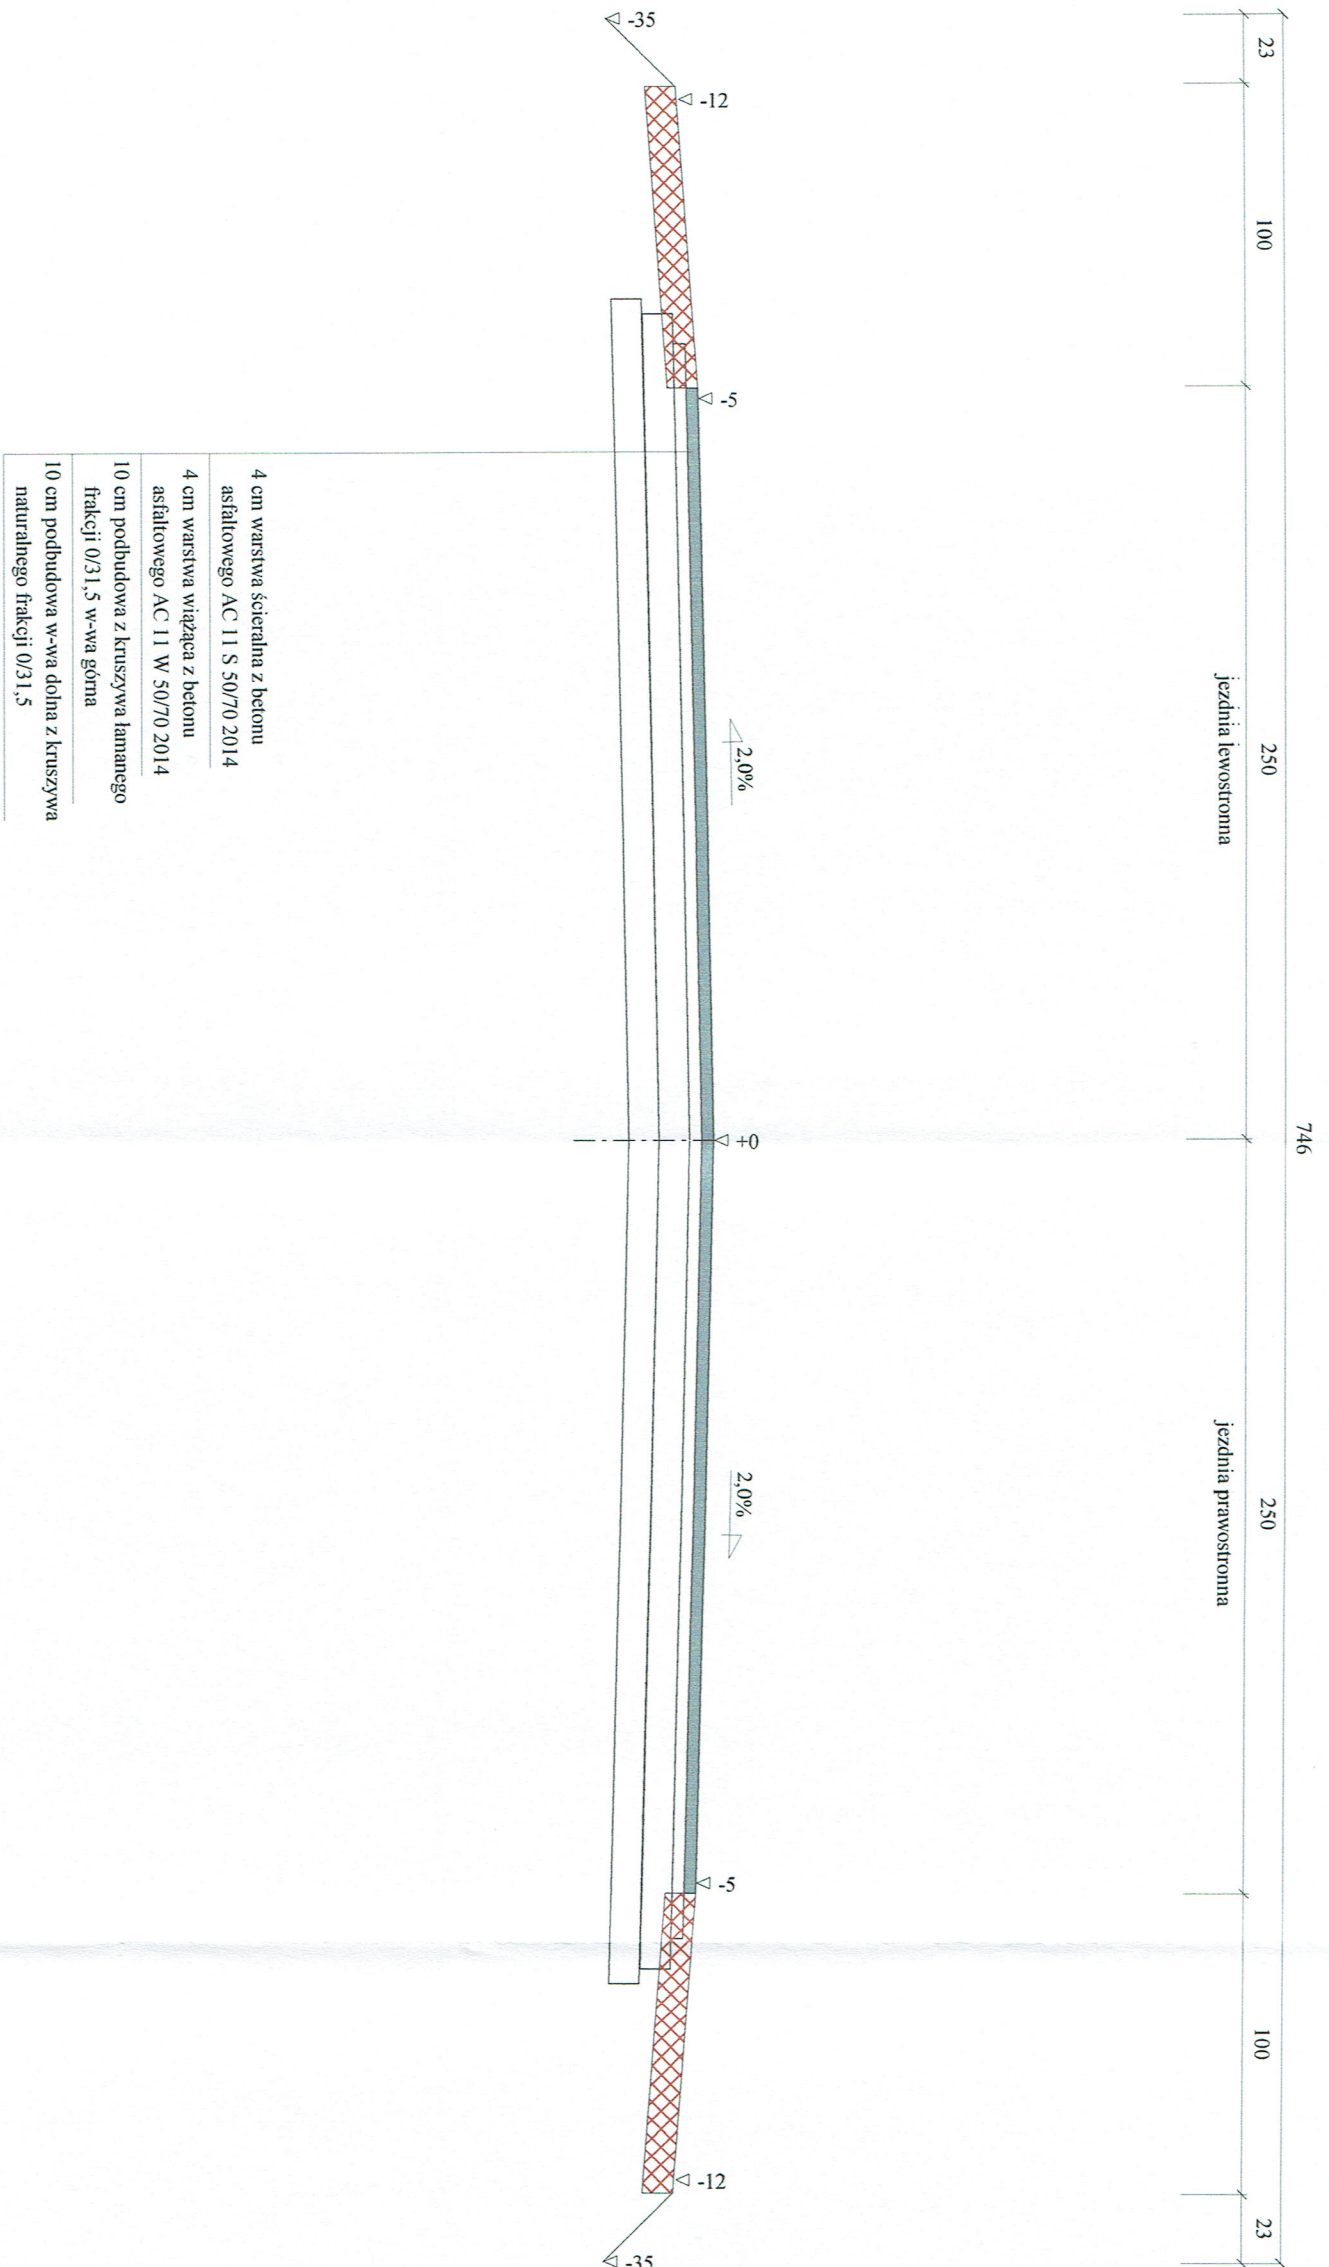 746
23
100
250
250
100
23
jezdnia lewostronna
jezdnia prawostronna
2,0%
2,0%
-35
-12
-5
+0
-5
-12
-35
4 cm warstwa ścieralna z betonu
asfaltowego AC 11 S 50/70 2014
4 cm warstwa wiążąca z betonu
asfaltowego AC 11 W 50/70 2014
10 cm podbudowa z kruszywa łamanego
frakcji 0/31,5 w-wa górna
10 cm podbudowa w-wa dolna z kruszywa
naturalnego frakcji 0/31,5